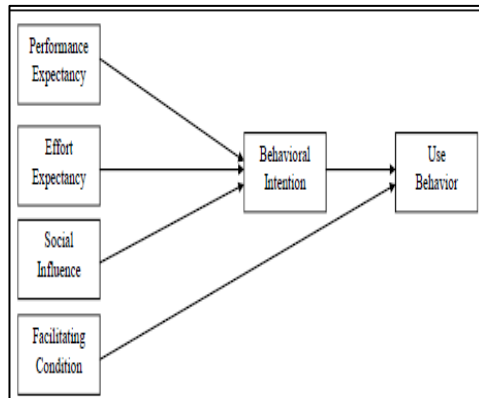 Performance
Expectancy
Effort
Expectancy
Behavioral
Intention
Use
Behavior
Social
Influence
Facilitating
Condition